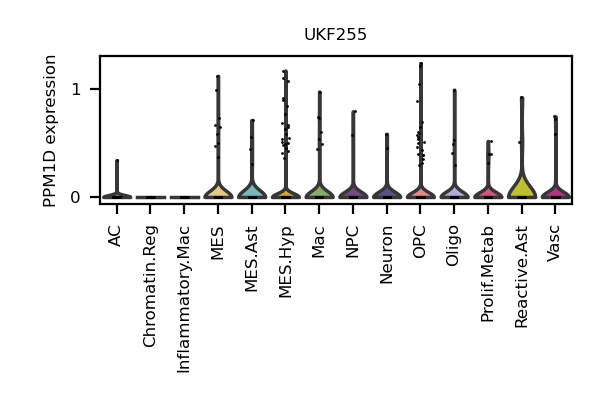 UKF255
PPM1D expression
1
0
AC
Chromatin.Reg
Inflammatory.Mac
MES
MES.Ast
MES.Hyp
Mac
NPC
Neuron
OPC
Oligo
Prolif.Metab
Reactive.Ast
Vasc